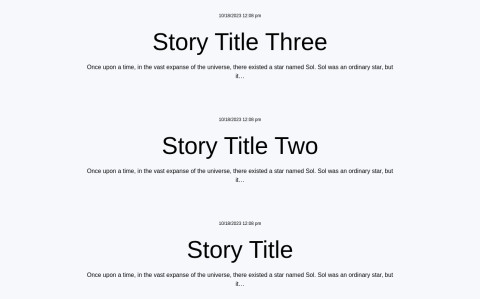 10/18/2023 12:08 pm
Story Title Three
Once upon a time, in the vast expanse of the universe, there existed a star named Sol. Sol was an ordinary star, but
it…
10/18/2023 12:08 pm
Story Title Two
Once upon a time, in the vast expanse of the universe, there existed a star named Sol. Sol was an ordinary star, but
it…
10/18/2023 12:08 pm
Story Title
Once upon a time, in the vast expanse of the universe, there existed a star named Sol. Sol was an ordinary star, but
it…